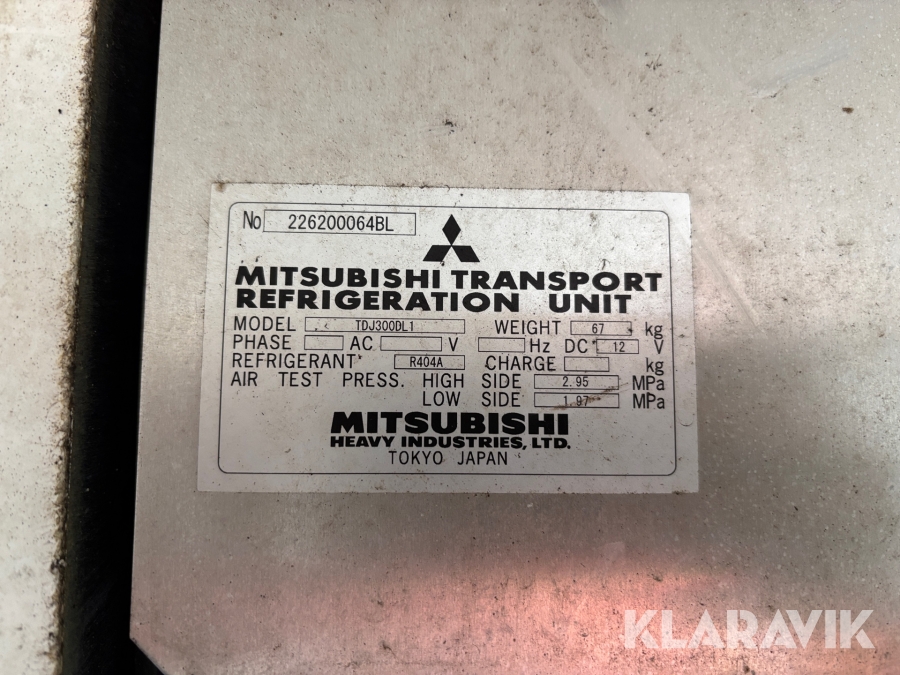 No 226200064BL
MITSUBISHI TRANSPORT
REFRIGERATION UNIT
MODEL TDJ300DL1 WEIGHT 67 kg
PHASE AC V Hz DC 12 V
REFRIGERANT R404A CHARGE kg
AIR TEST PRESS. HIGH SIDE 2.95 MPa
LOW SIDE 1.97 MPa
MITSUBISHI
HEAVY INDUSTRIES, LTD.
TOKYO JAPAN
KLARAVIK